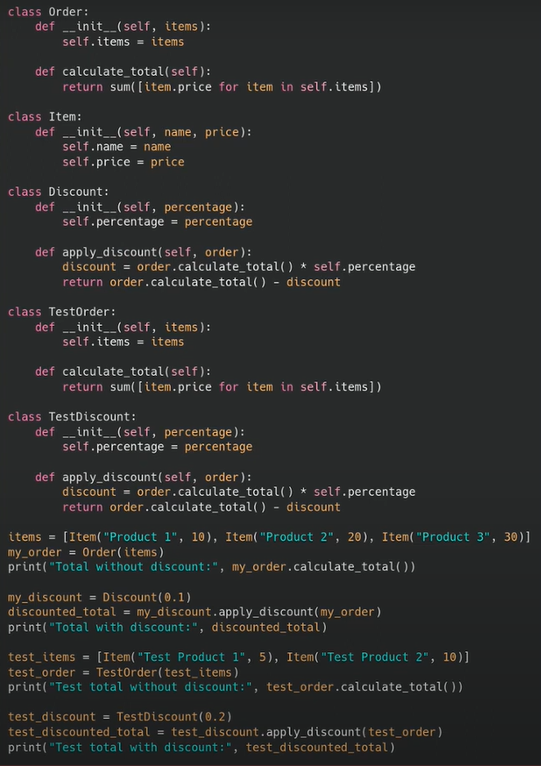 class Order:
    def __init__(self, items):
        self.items = items

    def calculate_total(self):
        return sum([item.price for item in self.items])

class Item:
    def __init__(self, name, price):
        self.name = name
        self.price = price

class Discount:
    def __init__(self, percentage):
        self.percentage = percentage

    def apply_discount(self, order):
        discount = order.calculate_total() * self.percentage
        return order.calculate_total() - discount

class TestOrder:
    def __init__(self, items):
        self.items = items

    def calculate_total(self):
        return sum([item.price for item in self.items])

class TestDiscount:
    def __init__(self, percentage):
        self.percentage = percentage

    def apply_discount(self, order):
        discount = order.calculate_total() * self.percentage
        return order.calculate_total() - discount

items = [Item("Product 1", 10), Item("Product 2", 20), Item("Product 3", 30)]
my_order = Order(items)
print("Total without discount:", my_order.calculate_total())

my_discount = Discount(0.1)
discounted_total = my_discount.apply_discount(my_order)
print("Total with discount:", discounted_total)

test_items = [Item("Test Product 1", 5), Item("Test Product 2", 10)]
test_order = TestOrder(test_items)
print("Test total without discount:", test_order.calculate_total())

test_discount = TestDiscount(0.2)
test_discounted_total = test_discount.apply_discount(test_order)
print("Test total with discount:", test_discounted_total)